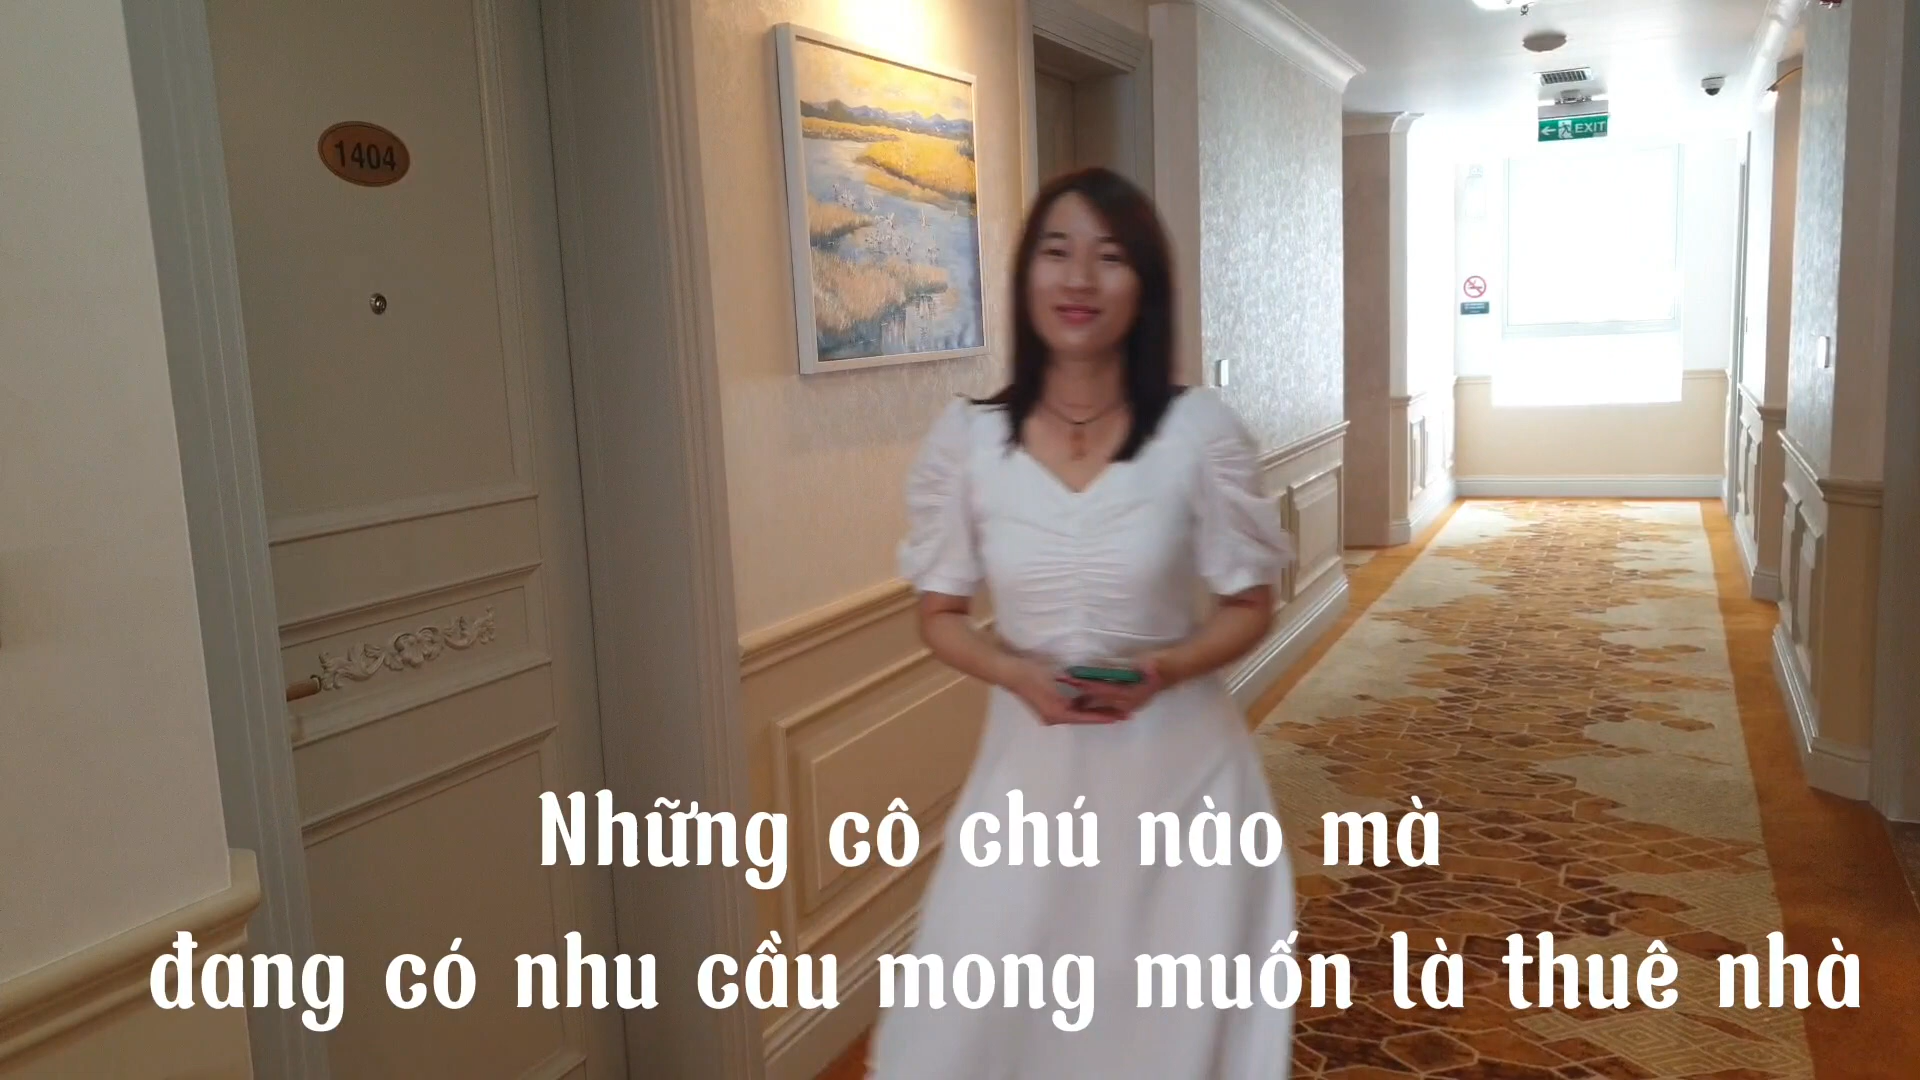 1404
EXIT
Những cô chú nào mà
đang có nhu cầu mong muốn là thuê nhà